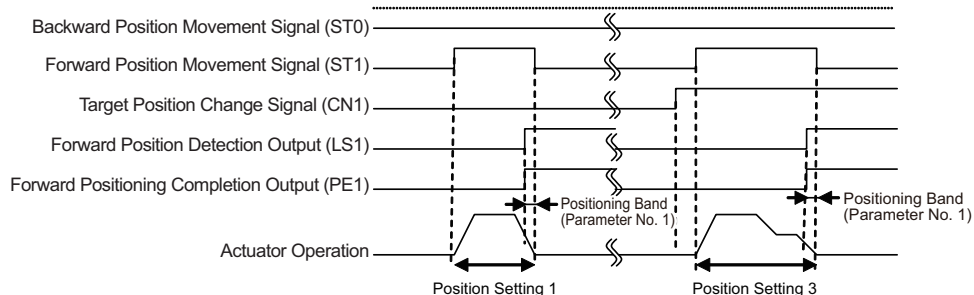 Backward Position Movement Signal (ST0)
Forward Position Movement Signal (ST1)
Target Position Change Signal (CN1)
Forward Position Detection Output (LS1)
Forward Positioning Completion Output (PE1)
Positioning Band
(Parameter No. 1)
Positioning Band
(Parameter No. 1)
Actuator Operation
Position Setting 1
Position Setting 3